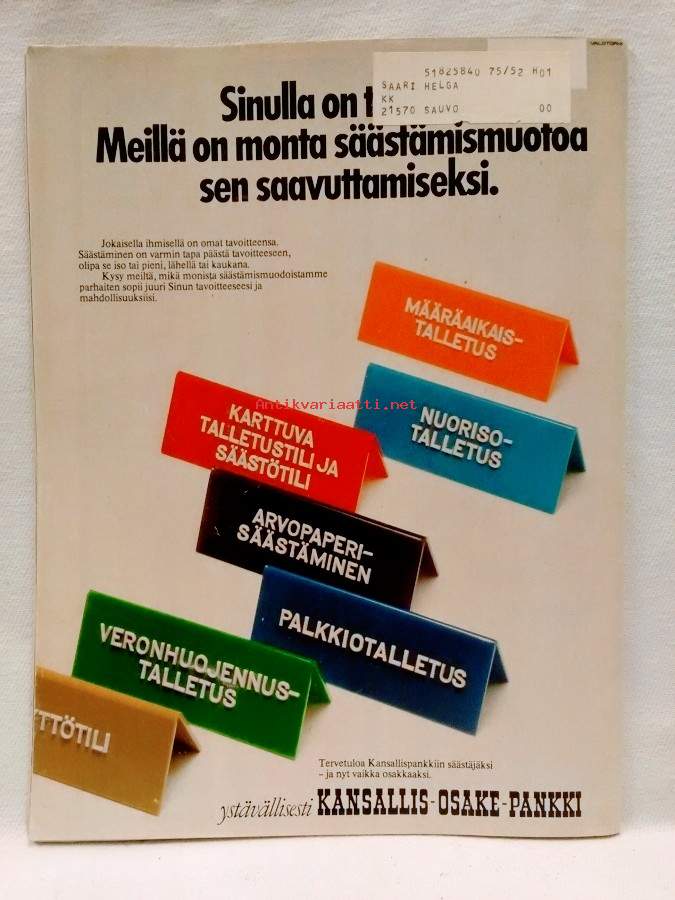 VALOTORNI
51825840 75/52 H01
SAARI HELGA
KK
21570 SAUVO 00
Sinulla on
Meillä on monta säästämismuotoa
sen saavuttamiseksi.
Jokaisella ihmisellä on omat tavoitteensa.
Säästäminen on varmin tapa päästä tavoitteeseen,
olipa se iso tai pieni, lähellä tai kaukana.
Kysy meiltä, mikä monista säästämismuodoistamme
parhaiten sopii juuri Sinun tavoitteeseesi ja
mahdollisuuksiisi.
MÄÄRÄAIKAIS-
TALLETUS
NUORISO-
TALLETUS
Antikvariaatti.net
KARTTUVA
TALLETUSTILI JA
SÄÄSTÖTILI
ARVOPAPERI-
SÄÄSTÄMINEN
PALKKIOTALLETUS
VERONHUOJENNUS-
TALLETUS
TTÖTILI
Tervetuloa Kansallispankkiin säästäjäksi
– ja nyt vaikka osakkaaksi.
ystävällisesti KANSALLIS-OSAKE-PANKKI